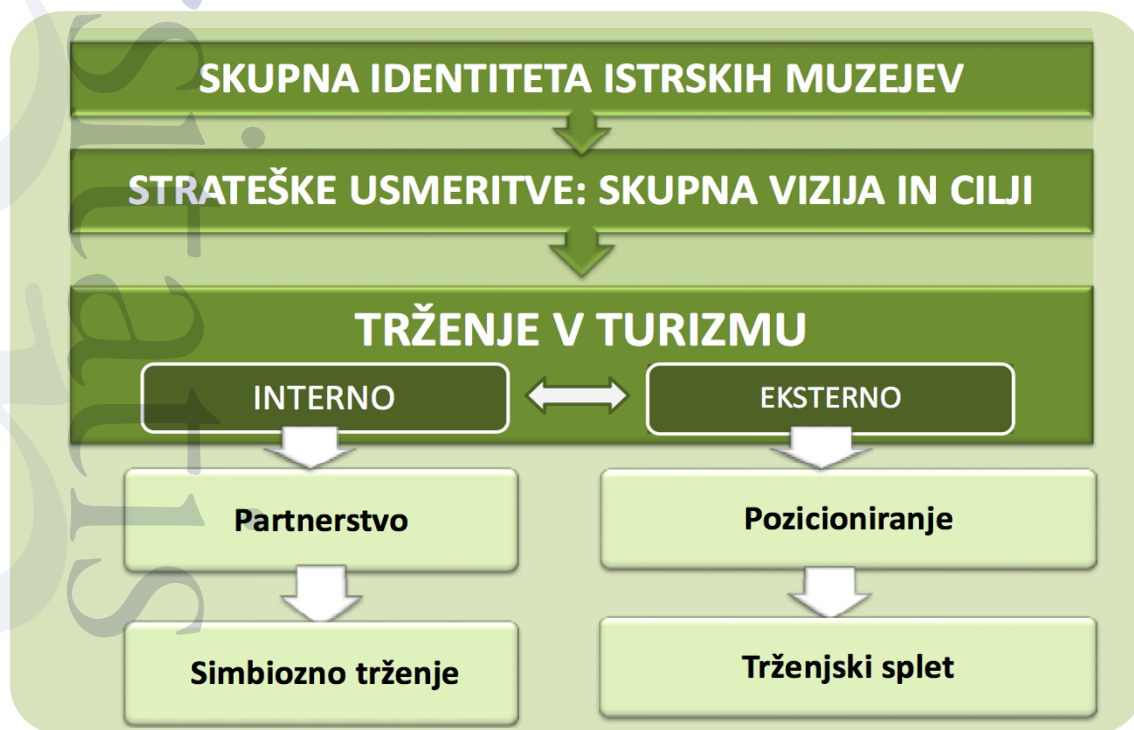 SKUPNA IDENTITETA ISTRSKIH MUZEJEV
STRATEŠKE USMERITVE: SKUPNA VIZIJA IN CILJI
TRŽENJE V TURIZMU
INTERNO
EKSTERNO
Partnerstvo
Pozicioniranje
Simbiozno trženje
Trženjski splet